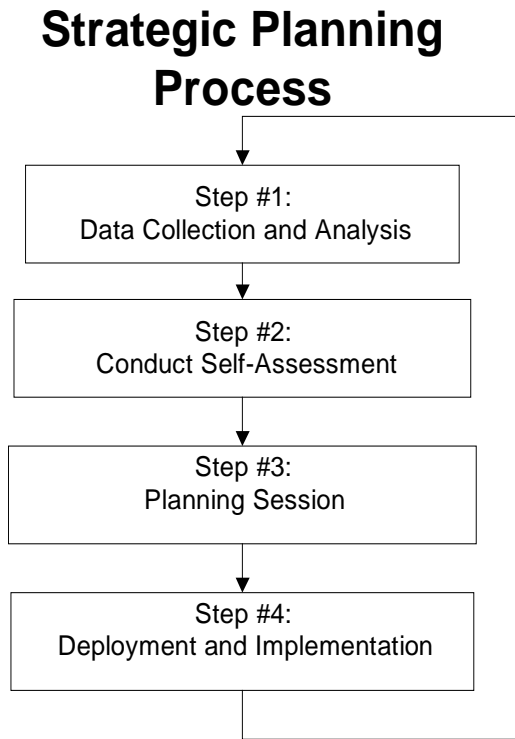 Strategic Planning
Process
Step #1:
Data Collection and Analysis
Step #2:
Conduct Self-Assessment
Step #3:
Planning Session
Step #4:
Deployment and Implementation